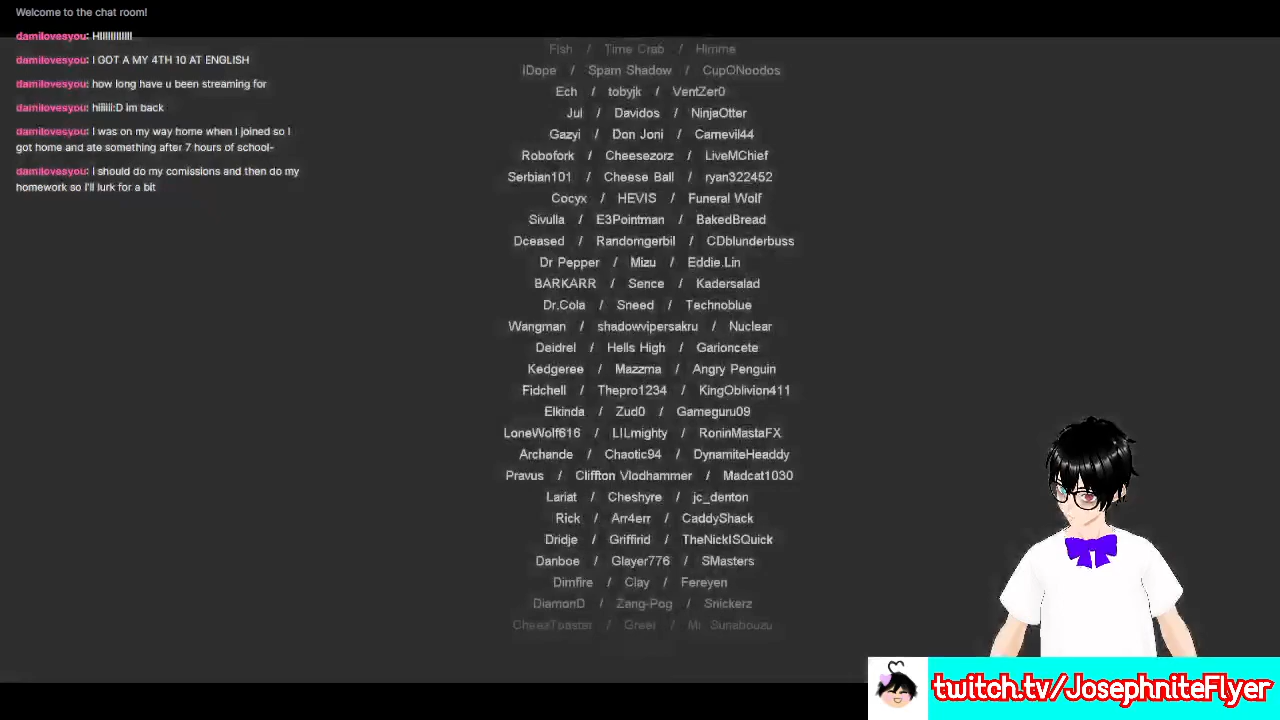 Welcome to the chat room!
damilovesyou: HIIIIIIIIIIII
damilovesyou: I GOT A MY 4TH 10 AT ENGLISH
damilovesyou: how long have u been streaming for
damilovesyou: hiiiiii:D im back
damilovesyou: I was on my way home when I joined so I
got home and ate something after 7 hours of school-
damilovesyou: I should do my comissions and then do my
homework so I'll lurk for a bit
Fish / Time Crab / Himme
IDope / Spam Shadow / CupONoodos
Ech / tobyjk / VentZer0
Jul / Davidos / NinjaOtter
Gazyi / Don Joni / Carnevil44
Robofork / Cheesezorz / LiveMChief
Serbian101 / Cheese Ball / ryan322452
Cocyx / HEVIS / Funeral Wolf
Sivulla / E3Pointman / BakedBread
Dceased / Randomgerbil / CDblunderbuss
Dr Pepper / Mizu / Eddie.Lin
BARKARR / Sence / Kadersalad
Dr.Cola / Sneed / Technoblue
Wangman / shadowvipersakru / Nuclear
Deidrel / Hells High / Garioncete
Kedgeree / Mazzma / Angry Penguin
Fidchell / Thepro1234 / KingOblivion411
Elkinda / Zud0 / Gameguru09
LoneWolf616 / LILmighty / RoninMastaFX
Archande / Chaotic94 / DynamiteHeaddy
Pravus / Cliffton Vlodhammer / Madcat1030
Lariat / Cheshyre / jc_denton
Rick / Arr4err / CaddyShack
Dridje / Griffirid / TheNickISQuick
Danboe / Glayer776 / SMasters
Dimfire / Clay / Fereyen
DiamonD / Zang-Pog / Snickerz
CheezToastar / Greei / Mr Sunabouzu
twitch.tv/JosephniteFlyer